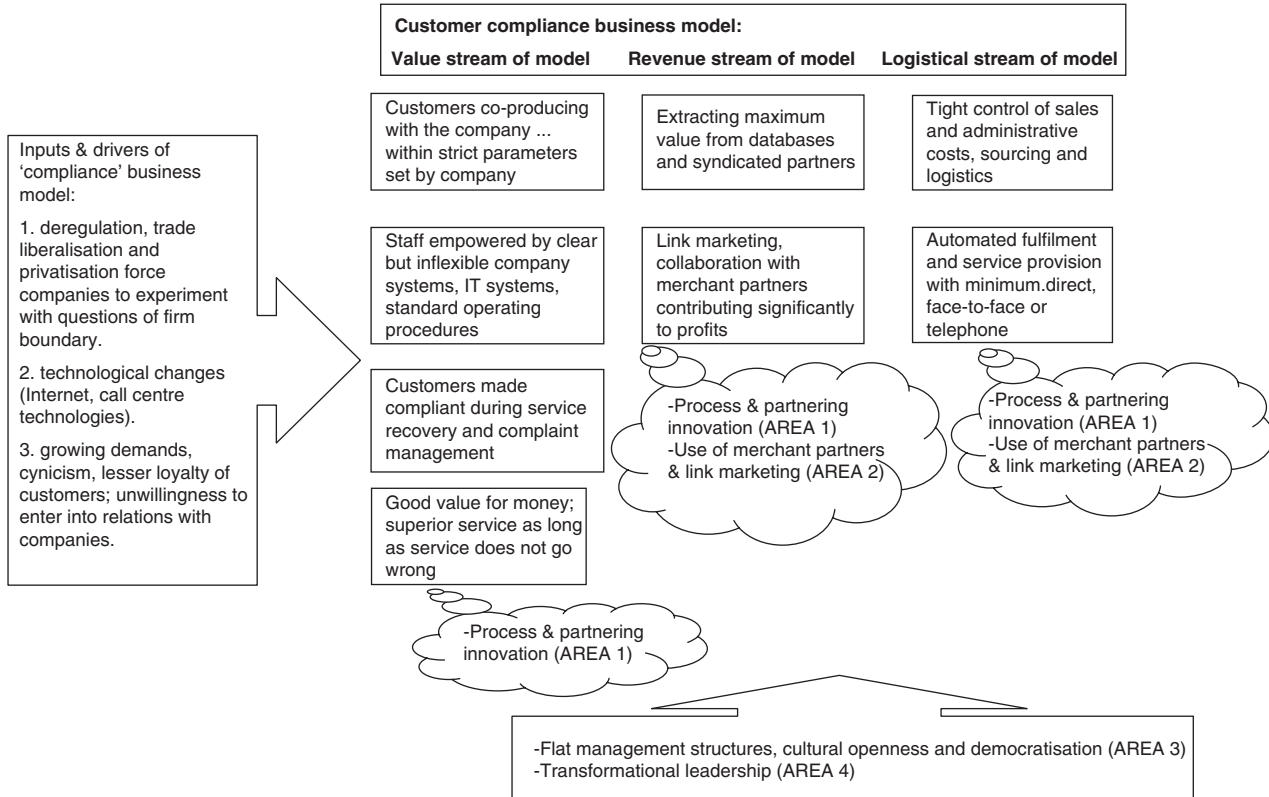 Customer compliance business model:
Value stream of model
Revenue stream of model
Logistical stream of model
Inputs & drivers of
‘compliance’ business
model:
1. deregulation, trade
liberalisation and
privatisation force
companies to experiment
with questions of firm
boundary.
2. technological changes
(Internet, call centre
technologies).
3. growing demands,
cynicism, lesser loyalty of
customers; unwillingness to
enter into relations with
companies.
Customers co-producing
with the company ...
within strict parameters
set by company
Staff empowered by clear
but inflexible company
systems, IT systems,
standard operating
procedures
Customers made
compliant during service
recovery and complaint
management
Good value for money;
superior service as long
as service does not go
wrong
-Process & partnering
innovation (AREA 1)
Extracting maximum
value from databases
and syndicated partners
Link marketing,
collaboration with
merchant partners
contributing significantly
to profits
-Process & partnering
innovation (AREA 1)
-Use of merchant partners
& link marketing (AREA 2)
Tight control of sales
and administrative
costs, sourcing and
logistics
Automated fulfilment
and service provision
with minimum.direct,
face-to-face or
telephone
-Process & partnering
innovation (AREA 1)
-Use of merchant partners
& link marketing (AREA 2)
-Flat management structures, cultural openness and democratisation (AREA 3)
-Transformational leadership (AREA 4)